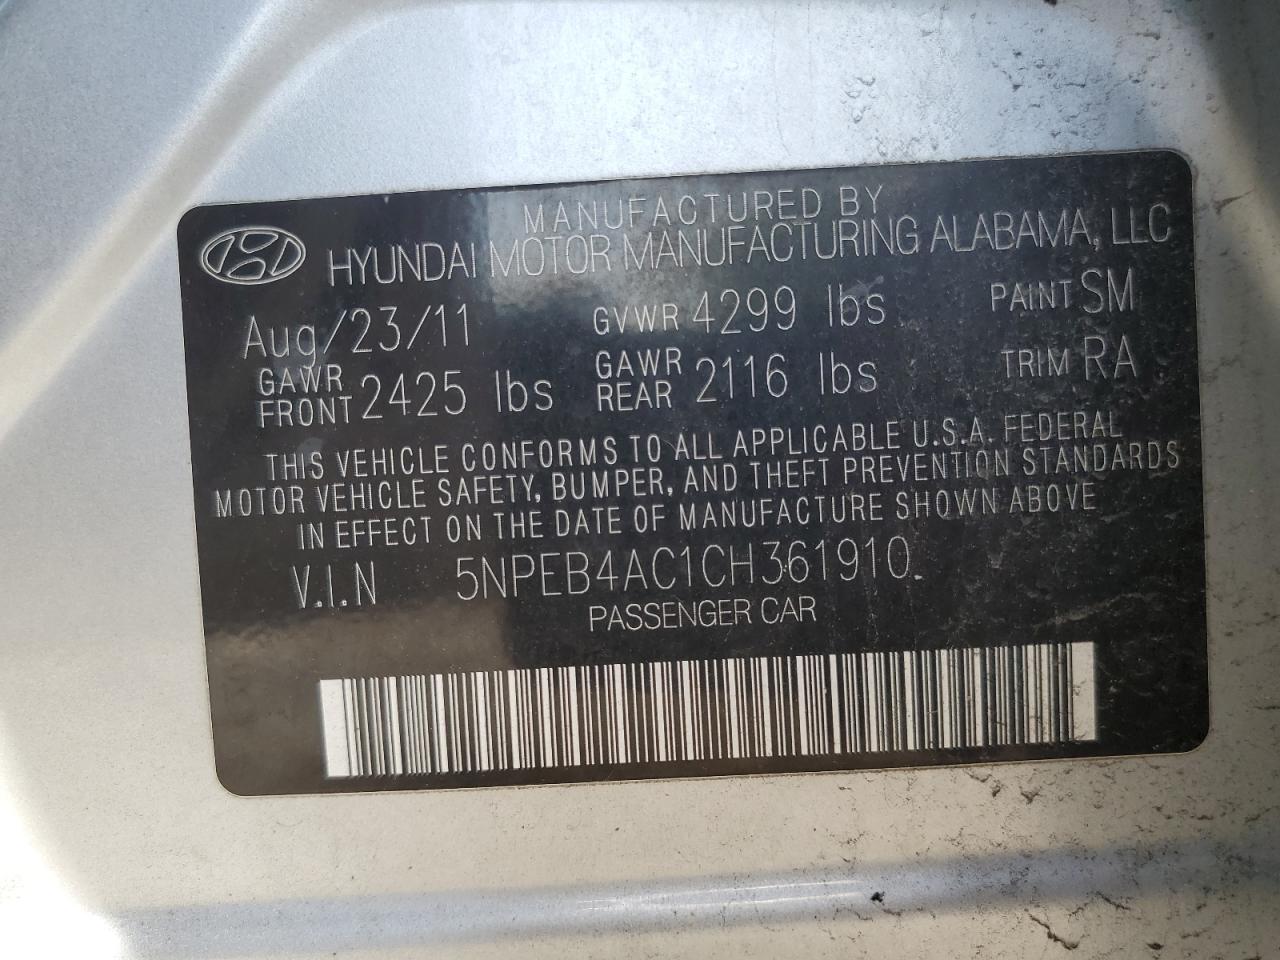 MANUFACTURED BY
HYUNDAI MOTOR MANUFACTURING ALABAMA, LLC
Aug/23/11 GVWR 4299 lbs PAINT SM
GAWR FRONT 2425 lbs GAWR REAR 2116 lbs TRIM RA
THIS VEHICLE CONFORMS TO ALL APPLICABLE U.S.A. FEDERAL
MOTOR VEHICLE SAFETY, BUMPER, AND THEFT PREVENTION STANDARDS
IN EFFECT ON THE DATE OF MANUFACTURE SHOWN ABOVE
V.I.N 5NPEB4AC1CH361910
PASSENGER CAR